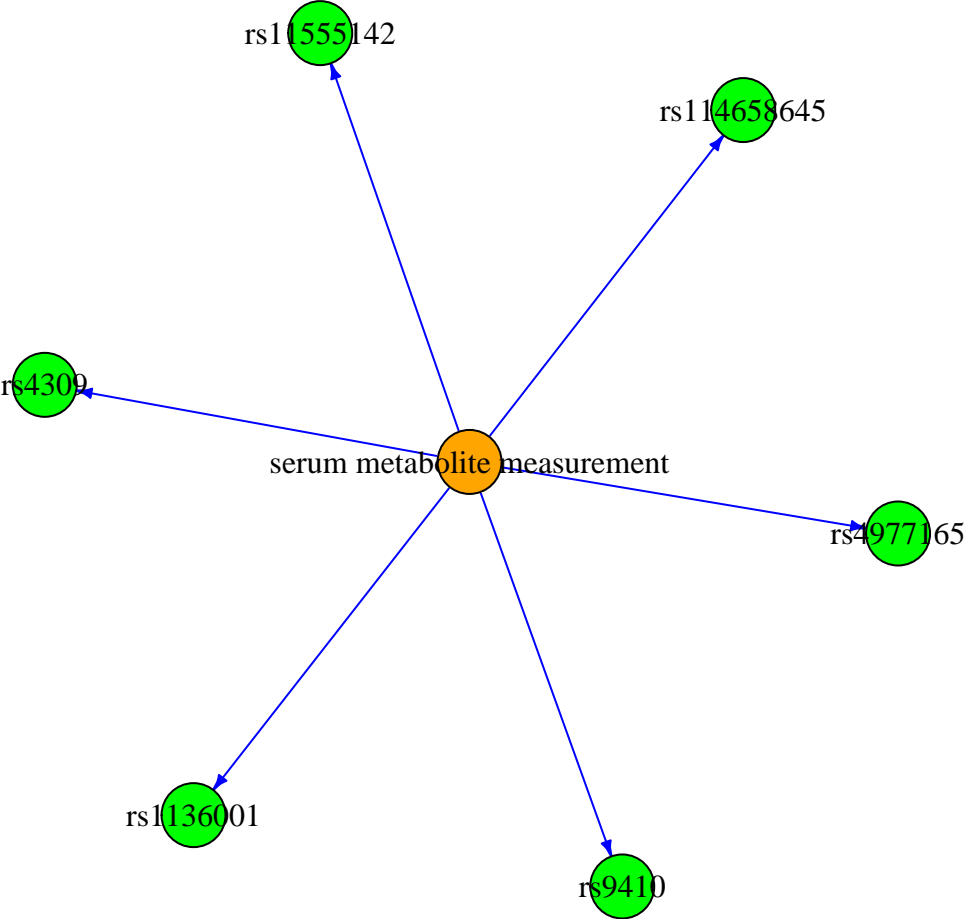 rs11555142
rs114658645
rs4309
serum metabolite measurement
rs4977165
rs1136001
rs9410